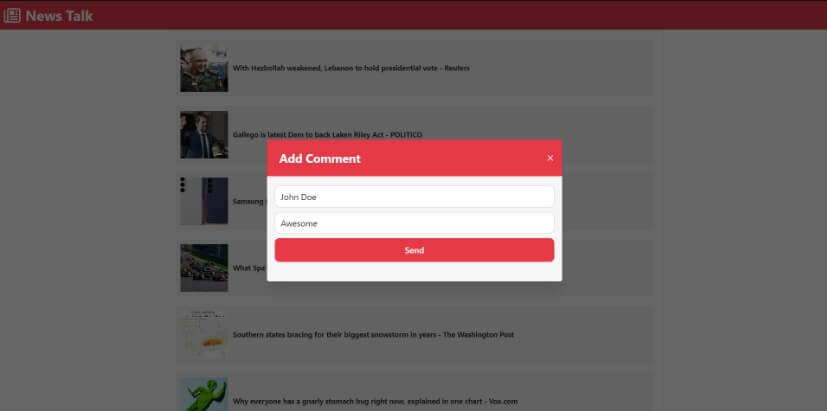 News Talk
With Hezbollah weakened, Lebanon to hold presidential vote - Reuters
Gallego is latest Dem to back Laken Riley Act - POLITICO
Add Comment ×
John Doe
Samsung
Awesome
Send
What Spe
Southern states bracing for their biggest snowstorm in years - The Washington Post
Why everyone has a gnarly stomach bug right now, explained in one chart - Vox.com